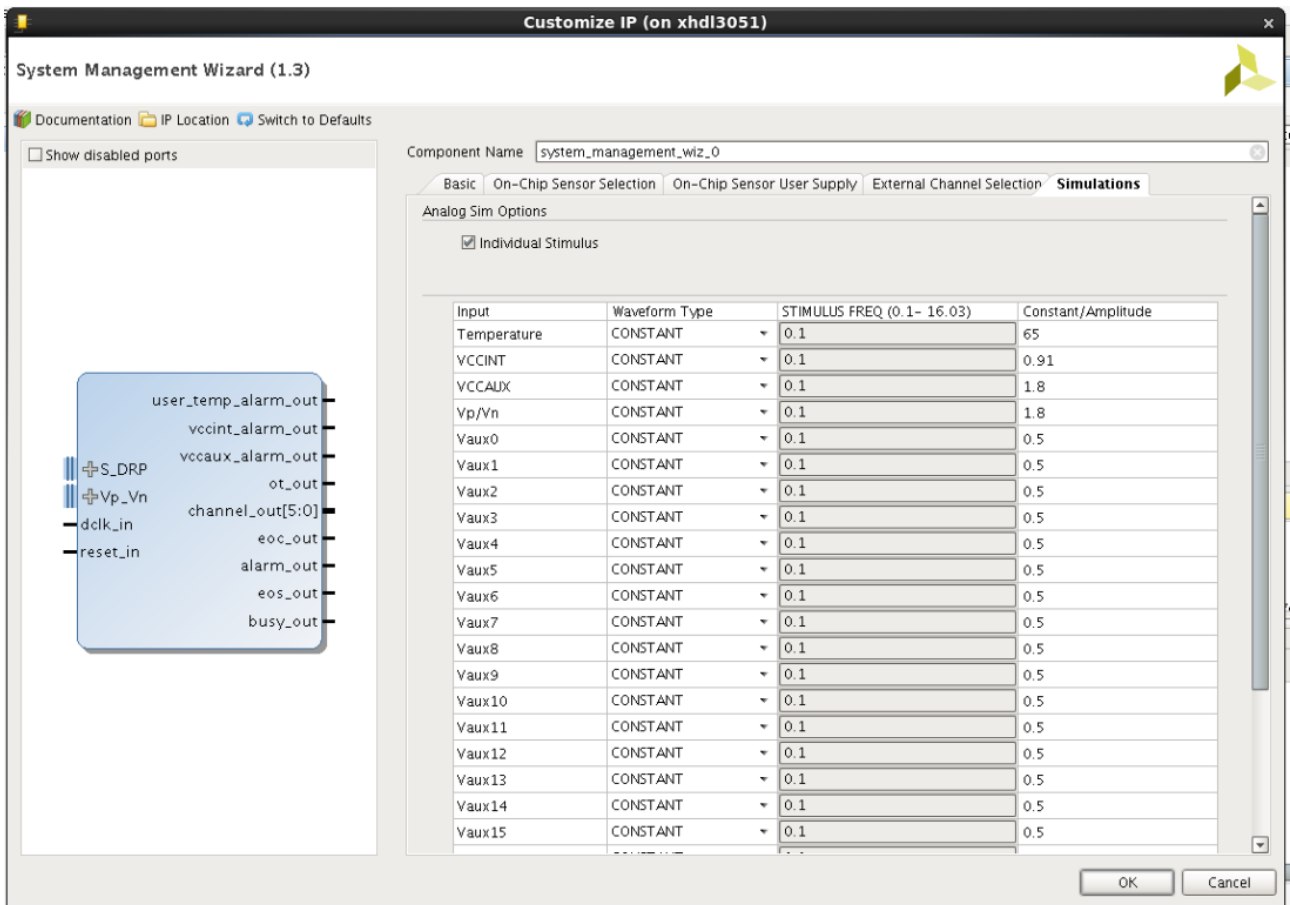 Customize IP (on xhdl3051)
System Management Wizard (1.3)
Documentation IP Location Switch to Defaults
Show disabled ports
Component Name system_management_wiz_0
Basic On-Chip Sensor Selection On-Chip Sensor User Supply External Channel Selection Simulations
Analog Sim Options
Individual Stimulus
user_temp_alarm_out
vccint_alarm_out
vccaux_alarm_out
S_DRP
ot_out
Vp_Vn
channel_out[5:0]
dclk_in
eoc_out
reset_in
alarm_out
eos_out
busy_out
Input Waveform Type STIMULUS FREQ (0.1- 16.03) Constant/Amplitude
Temperature CONSTANT 0.1 65
VCCINT CONSTANT 0.1 0.91
VCCAUX CONSTANT 0.1 1.8
Vp/Vn CONSTANT 0.1 1.8
Vaux0 CONSTANT 0.1 0.5
Vaux1 CONSTANT 0.1 0.5
Vaux2 CONSTANT 0.1 0.5
Vaux3 CONSTANT 0.1 0.5
Vaux4 CONSTANT 0.1 0.5
Vaux5 CONSTANT 0.1 0.5
Vaux6 CONSTANT 0.1 0.5
Vaux7 CONSTANT 0.1 0.5
Vaux8 CONSTANT 0.1 0.5
Vaux9 CONSTANT 0.1 0.5
Vaux10 CONSTANT 0.1 0.5
Vaux11 CONSTANT 0.1 0.5
Vaux12 CONSTANT 0.1 0.5
Vaux13 CONSTANT 0.1 0.5
Vaux14 CONSTANT 0.1 0.5
Vaux15 CONSTANT 0.1 0.5
OK Cancel